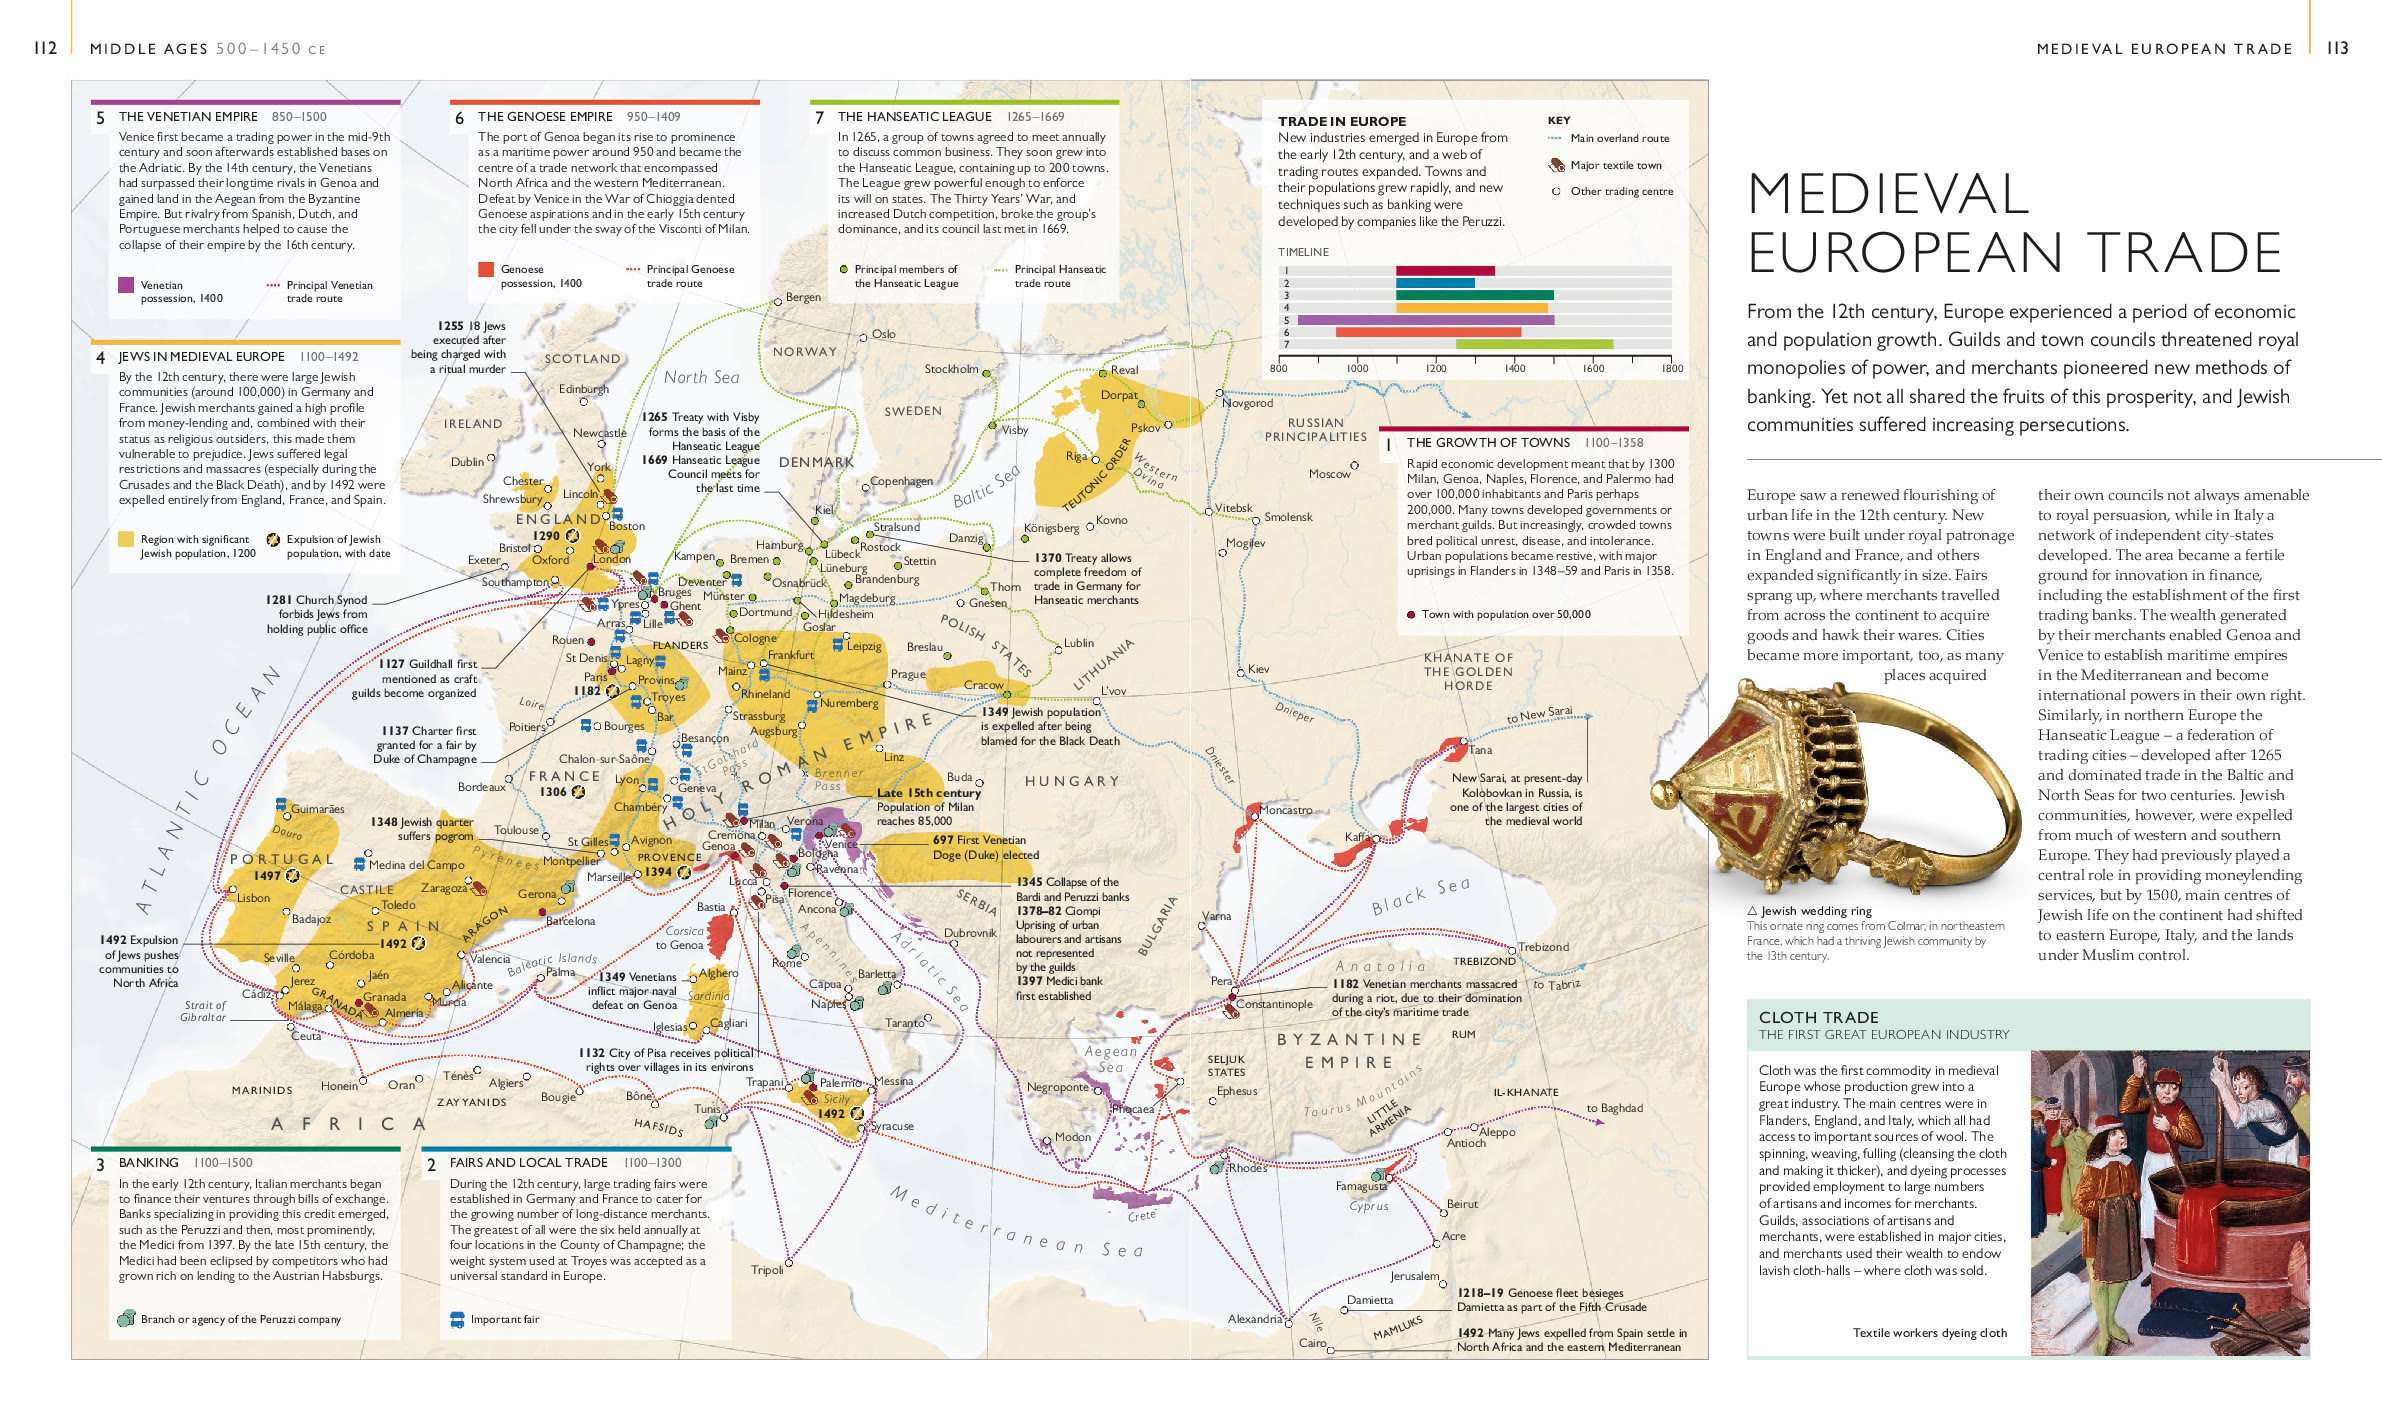 112
MIDDLE AGES 500–1450 CE
MEDIEVAL EUROPEAN TRADE
113
5 THE VENETIAN EMPIRE 850–1500
Venice first became a trading power in the mid-9th
century and soon afterwards established bases on
the Adriatic. By the 14th century, the Venetians
had surpassed their longtime rivals in Genoa and
gained land in the Aegean from the Byzantine
Empire. But rivalry from Spanish, Dutch, and
Portuguese merchants helped to cause the
collapse of their empire by the 16th century.
Venetian
possession, 1400
Principal Venetian
trade route
6 THE GENOESE EMPIRE 950–1409
The port of Genoa began its rise to prominence
as a maritime power around 950 and became the
centre of a trade network that encompassed
North Africa and the western Mediterranean.
Defeat by Venice in the War of Chioggia dented
Genoese aspirations and in the early 15th century
the city fell under the sway of the Visconti of Milan.
Genoese
possession, 1400
Principal Genoese
trade route
7 THE HANSEATIC LEAGUE 1265–1669
In 1265, a group of towns agreed to meet annually
to discuss common business. They soon grew into
the Hanseatic League, containing up to 200 towns.
The League grew powerful enough to enforce
its will on states. The Thirty Years' War, and
increased Dutch competition, broke the group's
dominance, and its council last met in 1669.
Principal members of
the Hanseatic League
Principal Hanseatic
trade route
TRADE IN EUROPE
New industries emerged in Europe from
the early 12th century, and a web of
trading routes expanded. Towns and
their populations grew rapidly, and new
techniques such as banking were
developed by companies like the Peruzzi.
KEY
Main overland route
Major textile town
Other trading centre
TIMELINE
1
2
3
4
5
6
7
800 1000 1200 1400 1600 1800
4 JEWS IN MEDIEVAL EUROPE 1100–1492
By the 12th century, there were large Jewish
communities (around 100,000) in Germany and
France. Jewish merchants gained a high profile
from money-lending and, combined with their
status as religious outsiders, this made them
vulnerable to prejudice. Jews suffered legal
restrictions and massacres (especially during the
Crusades and the Black Death), and by 1492 were
expelled entirely from England, France, and Spain.
Region with significant
Jewish population, 1200
Expulsion of Jewish
population, with date
1 THE GROWTH OF TOWNS 1100–1358
Rapid economic development meant that by 1300
Milan, Genoa, Naples, Florence, and Palermo had
over 100,000 inhabitants and Paris perhaps
200,000. Many towns developed governments or
merchant guilds. But increasingly, crowded towns
bred political unrest, disease, and intolerance.
Urban populations became restive, with major
uprisings in Flanders in 1348–59 and Paris in 1358.
Town with population over 50,000
1255 18 Jews
executed after
being charged with
a ritual murder
1265 Treaty with Visby
forms the basis of the
Hanseatic League
1669 Hanseatic League
Council meets for
the last time
1370 Treaty allows
complete freedom of
trade in Germany for
Hanseatic merchants
1281 Church Synod
forbids Jews from
holding public office
1127 Guildhall first
mentioned as craft
guilds become organized
1137 Charter first
granted for a fair by
Duke of Champagne
1349 Jewish population
is expelled after being
blamed for the Black Death
1348 Jewish quarter
suffers pogrom
Late 15th century
Population of Milan
reaches 85,000
697 First Venetian
Doge (Duke) elected
1345 Collapse of the
Bardi and Peruzzi banks
1378–82 Ciompi
Uprising of urban
labourers and artisans
not represented
by the guilds
1397 Medici bank
first established
1492 Expulsion
of Jews pushes
communities to
North Africa
1349 Venetians
inflict major naval
defeat on Genoa
1132 City of Pisa receives political
rights over villages in its environs
New Sarai, at present-day
Kolobovkan in Russia, is
one of the largest cities of
the medieval world
1182 Venetian merchants massacred
during a riot, due to their domination
of the city's maritime trade
1218–19 Genoese fleet besieges
Damietta as part of the Fifth Crusade
1492 Many Jews expelled from Spain settle in
North Africa and the eastern Mediterranean
Bergen
Oslo
NORWAY
Stockholm
SWEDEN
Reval
Dorpat
Pskov
Novgorod
Visby
Riga
TEUTONIC ORDER
Western
Dvina
RUSSIAN
PRINCIPALITIES
Moscow
SCOTLAND
Edinburgh
North Sea
IRELAND
Newcastle
Dublin
York
Chester
Shrewsbury
Lincoln
ENGLAND
1290
Boston
Bristol
Oxford
London
Exeter
Southampton
DENMARK
Copenhagen
Baltic Sea
Kiel
Stralsund
Rostock
Lübeck
Hamburg
Lüneburg
Stettin
Danzig
Königsberg
Kovno
Vitebsk
Smolensk
Mogilev
Kampen
Bremen
Deventer
Osnabrück
Brandenburg
Münster
Magdeburg
Thorn
Gnesen
Dortmund
Hildesheim
Goslar
Bruges
Ypres
Ghent
Arras
Lille
FLANDERS
Rouen
St Denis
Lagny
Paris
1182
Provins
Troyes
Bar
Cologne
Frankfurt
Mainz
Rhineland
Leipzig
Strassburg
Nuremberg
Augsburg
Prague
Breslau
POLISH STATES
Lublin
Cracow
LITHUANIA
L'vov
Kiev
KHANATE OF
THE GOLDEN
HORDE
Dnieper
Dniester
to New Sarai
Tana
Moncastro
Kaffa
Loire
Poitiers
Bourges
Besançon
Chalon-sur-Saône
FRANCE
1306
Lyon
Geneva
Chambéry
Bordeaux
St Gotthard
Pass
Brenner
Pass
HOLY ROMAN EMPIRE
Linz
Buda
HUNGARY
ATLANTIC OCEAN
Guimarães
Douro
PORTUGAL
1497
Lisbon
Medina del Campo
CASTILE
Toledo
Badajoz
SPAIN
1492
Zaragoza
Pyrenees
Gerona
Barcelona
ARAGON
Toulouse
St Gilles
Avignon
Montpellier
PROVENCE
1394
Marseille
Milan
Verona
Cremona
Venice
Genoa
Bologna
Ravenna
Lucca
Florence
Pisa
Ancona
Bastia
Corsica
to Genoa
Apennines
Rome
Adriatic Sea
Dubrovnik
SERBIA
BULGARIA
Varna
Black Sea
Seville
Córdoba
Jerez
Jaén
Cádiz
GRANADA
Granada
Málaga
Almería
Murcia
Alicante
Valencia
Balearic Islands
Palma
Strait of
Gibraltar
Ceuta
Alghero
Sardinia
Iglesias
Cagliari
Capua
Naples
Barletta
Taranto
Pera
Constantinople
Anatolia
Trebizond
TREBIZOND
to Tabriz
BYZANTINE
EMPIRE
RUM
SELJUK
STATES
Ephesus
Aegean
Sea
Negroponte
Phocaea
Modon
Taurus Mountains
LITTLE
ARMENIA
IL-KHANATE
to Baghdad
Aleppo
Antioch
Rhodes
Famagusta
Cyprus
Crete
Beirut
Acre
Jerusalem
Damietta
Alexandria
Nile
Cairo
MAMLUKS
Mediterranean Sea
Tripoli
MARINIDS
Honein
Oran
Ténès
Algiers
ZAYYANIDS
Bougie
Bône
Tunis
HAFSIDS
AFRICA
Trapani
Palermo
Messina
Sicily
1492
Syracuse
3 BANKING 1100–1500
In the early 12th century, Italian merchants began
to finance their ventures through bills of exchange.
Banks specializing in providing this credit emerged,
such as the Peruzzi and then, most prominently,
the Medici from 1397. By the late 15th century, the
Medici had been eclipsed by competitors who had
grown rich on lending to the Austrian Habsburgs.
Branch or agency of the Peruzzi company
2 FAIRS AND LOCAL TRADE 1100–1300
During the 12th century, large trading fairs were
established in Germany and France to cater for
the growing number of long-distance merchants.
The greatest of all were the six held annually at
four locations in the County of Champagne; the
weight system used at Troyes was accepted as a
universal standard in Europe.
Important fair
MEDIEVAL
EUROPEAN TRADE
From the 12th century, Europe experienced a period of economic
and population growth. Guilds and town councils threatened royal
monopolies of power, and merchants pioneered new methods of
banking. Yet not all shared the fruits of this prosperity, and Jewish
communities suffered increasing persecutions.
Europe saw a renewed flourishing of
urban life in the 12th century. New
towns were built under royal patronage
in England and France, and others
expanded significantly in size. Fairs
sprang up, where merchants travelled
from across the continent to acquire
goods and hawk their wares. Cities
became more important, too, as many
places acquired
their own councils not always amenable
to royal persuasion, while in Italy a
network of independent city-states
developed. The area became a fertile
ground for innovation in finance,
including the establishment of the first
trading banks. The wealth generated
by their merchants enabled Genoa and
Venice to establish maritime empires
in the Mediterranean and become
international powers in their own right.
Similarly, in northern Europe the
Hanseatic League – a federation of
trading cities – developed after 1265
and dominated trade in the Baltic and
North Seas for two centuries. Jewish
communities, however, were expelled
from much of western and southern
Europe. They had previously played a
central role in providing moneylending
services, but by 1500, main centres of
Jewish life on the continent had shifted
to eastern Europe, Italy, and the lands
under Muslim control.
△ Jewish wedding ring
This ornate ring comes from Colmar, in northeastern
France, which had a thriving Jewish community by
the 13th century.
CLOTH TRADE
THE FIRST GREAT EUROPEAN INDUSTRY
Cloth was the first commodity in medieval
Europe whose production grew into a
great industry. The main centres were in
Flanders, England, and Italy, which all had
access to important sources of wool. The
spinning, weaving, fulling (cleansing the cloth
and making it thicker), and dyeing processes
provided employment to large numbers
of artisans and incomes for merchants.
Guilds, associations of artisans and
merchants, were established in major cities,
and merchants used their wealth to endow
lavish cloth-halls – where cloth was sold.
Textile workers dyeing cloth